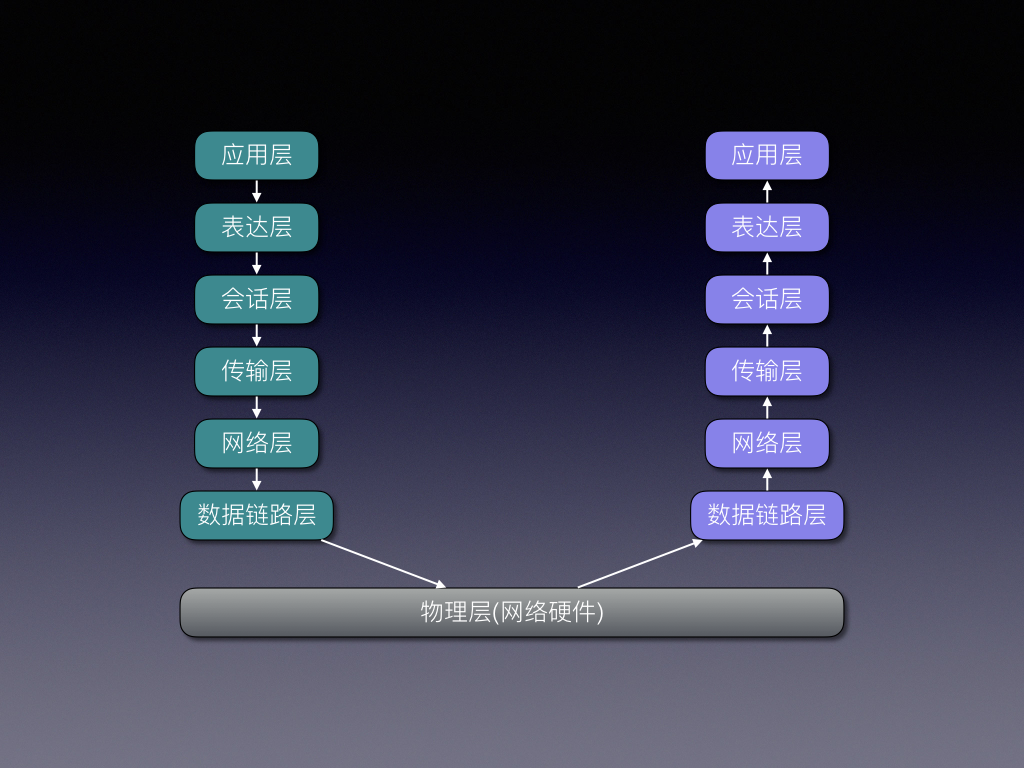 应用层
表达层
会话层
传输层
网络层
数据链路层
应用层
表达层
会话层
传输层
网络层
数据链路层
物理层(网络硬件)